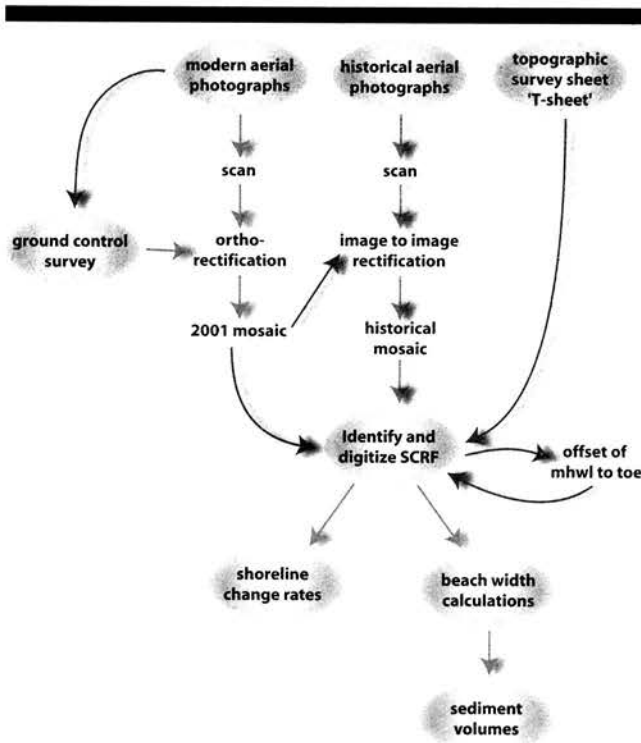 modern aerial
photographs
historical aerial
photographs
topographic
survey sheet
'T-sheet'
scan
scan
ground control
survey
ortho-
rectification
image to image
rectification
2001 mosaic
historical
mosaic
Identify and
digitize SCRF
offset of
mhwl to toe
shoreline
change rates
beach width
calculations
sediment
volumes